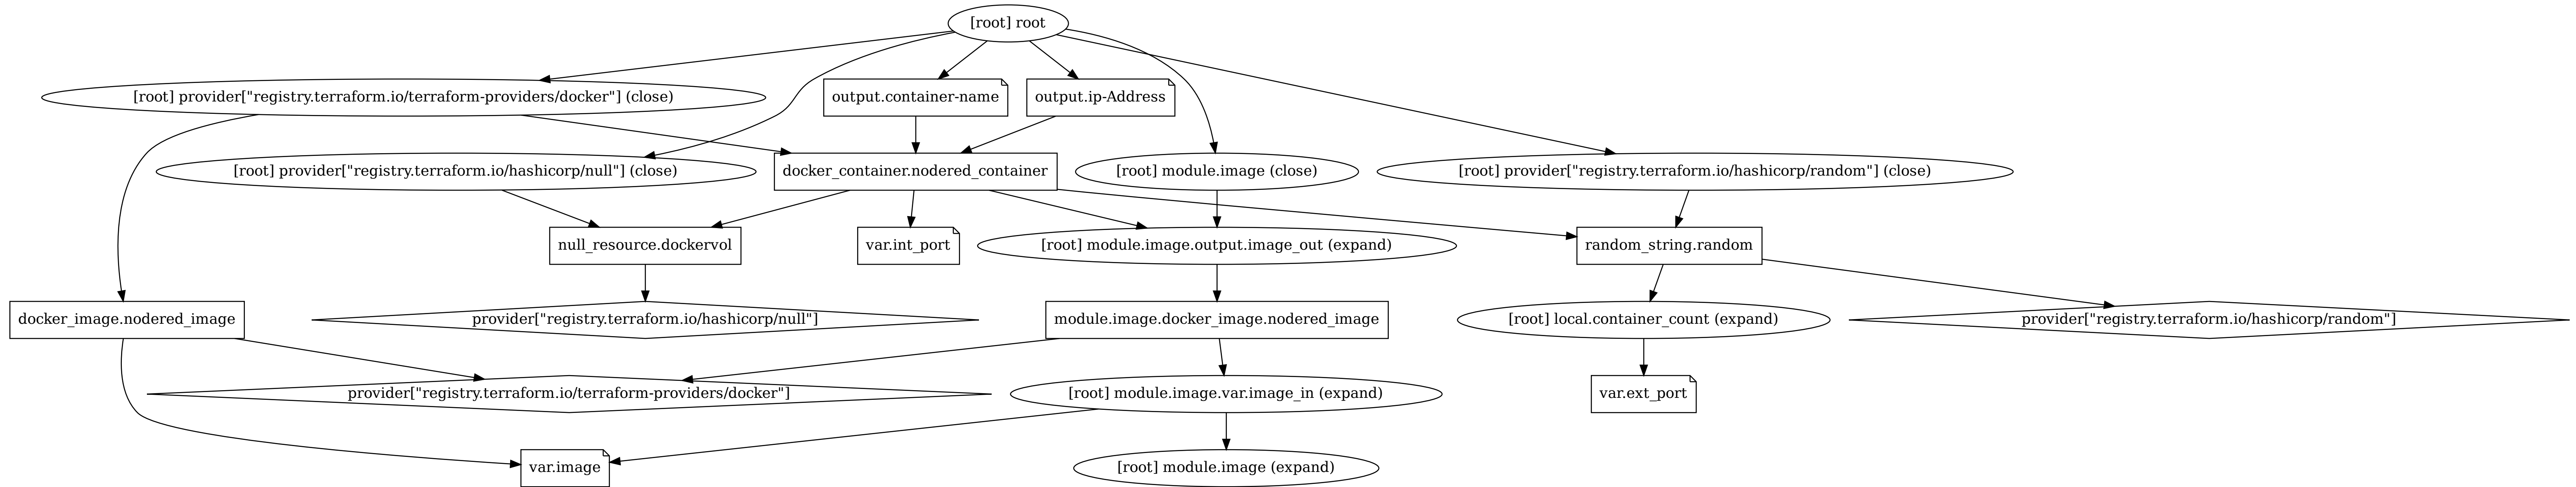 [root] root
[root] provider["registry.terraform.io/terraform-providers/docker"] (close)
output.container-name
output.ip-Address
[root] provider["registry.terraform.io/hashicorp/null"] (close)
docker_container.nodered_container
[root] module.image (close)
[root] provider["registry.terraform.io/hashicorp/random"] (close)
null_resource.dockervol
var.int_port
[root] module.image.output.image_out (expand)
random_string.random
docker_image.nodered_image
provider["registry.terraform.io/hashicorp/null"]
module.image.docker_image.nodered_image
[root] local.container_count (expand)
provider["registry.terraform.io/hashicorp/random"]
provider["registry.terraform.io/terraform-providers/docker"]
[root] module.image.var.image_in (expand)
var.ext_port
var.image
[root] module.image (expand)